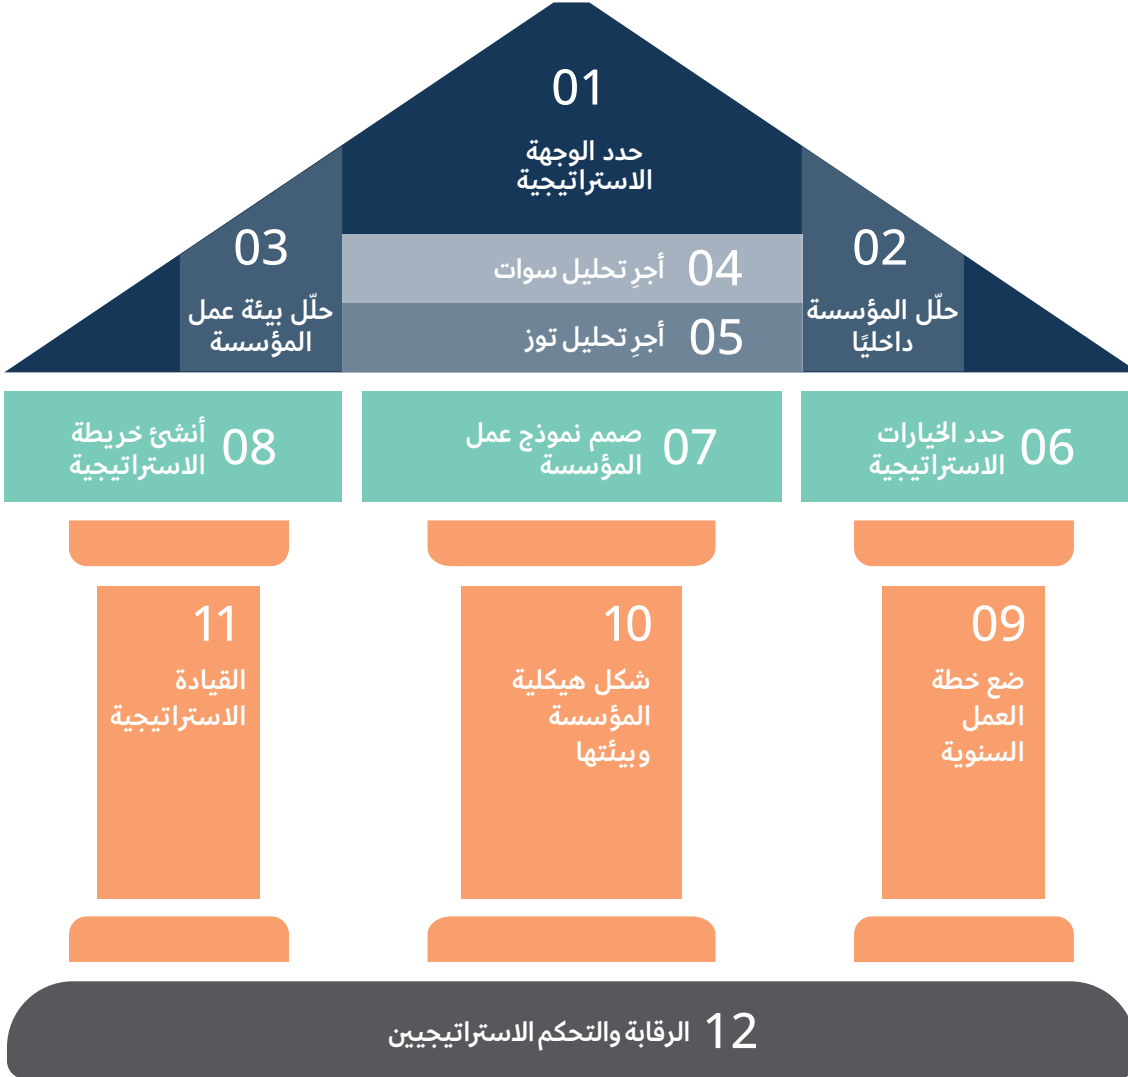 01
حدد الوجهة
الاستراتيجية
02
حلّل المؤسسة
داخليًا
03
حلّل بيئة عمل
المؤسسة
04 أجرِ تحليل سوات
05 أجرِ تحليل توز
06 حدد الخيارات
الاستراتيجية
07 صمم نموذج عمل
المؤسسة
08 أنشئ خريطة
الاستراتيجية
09
ضع خطة
العمل
السنوية
10
شكل هيكلية
المؤسسة
وبيئتها
11
القيادة
الاستراتيجية
12 الرقابة والتحكم الاستراتيجيين